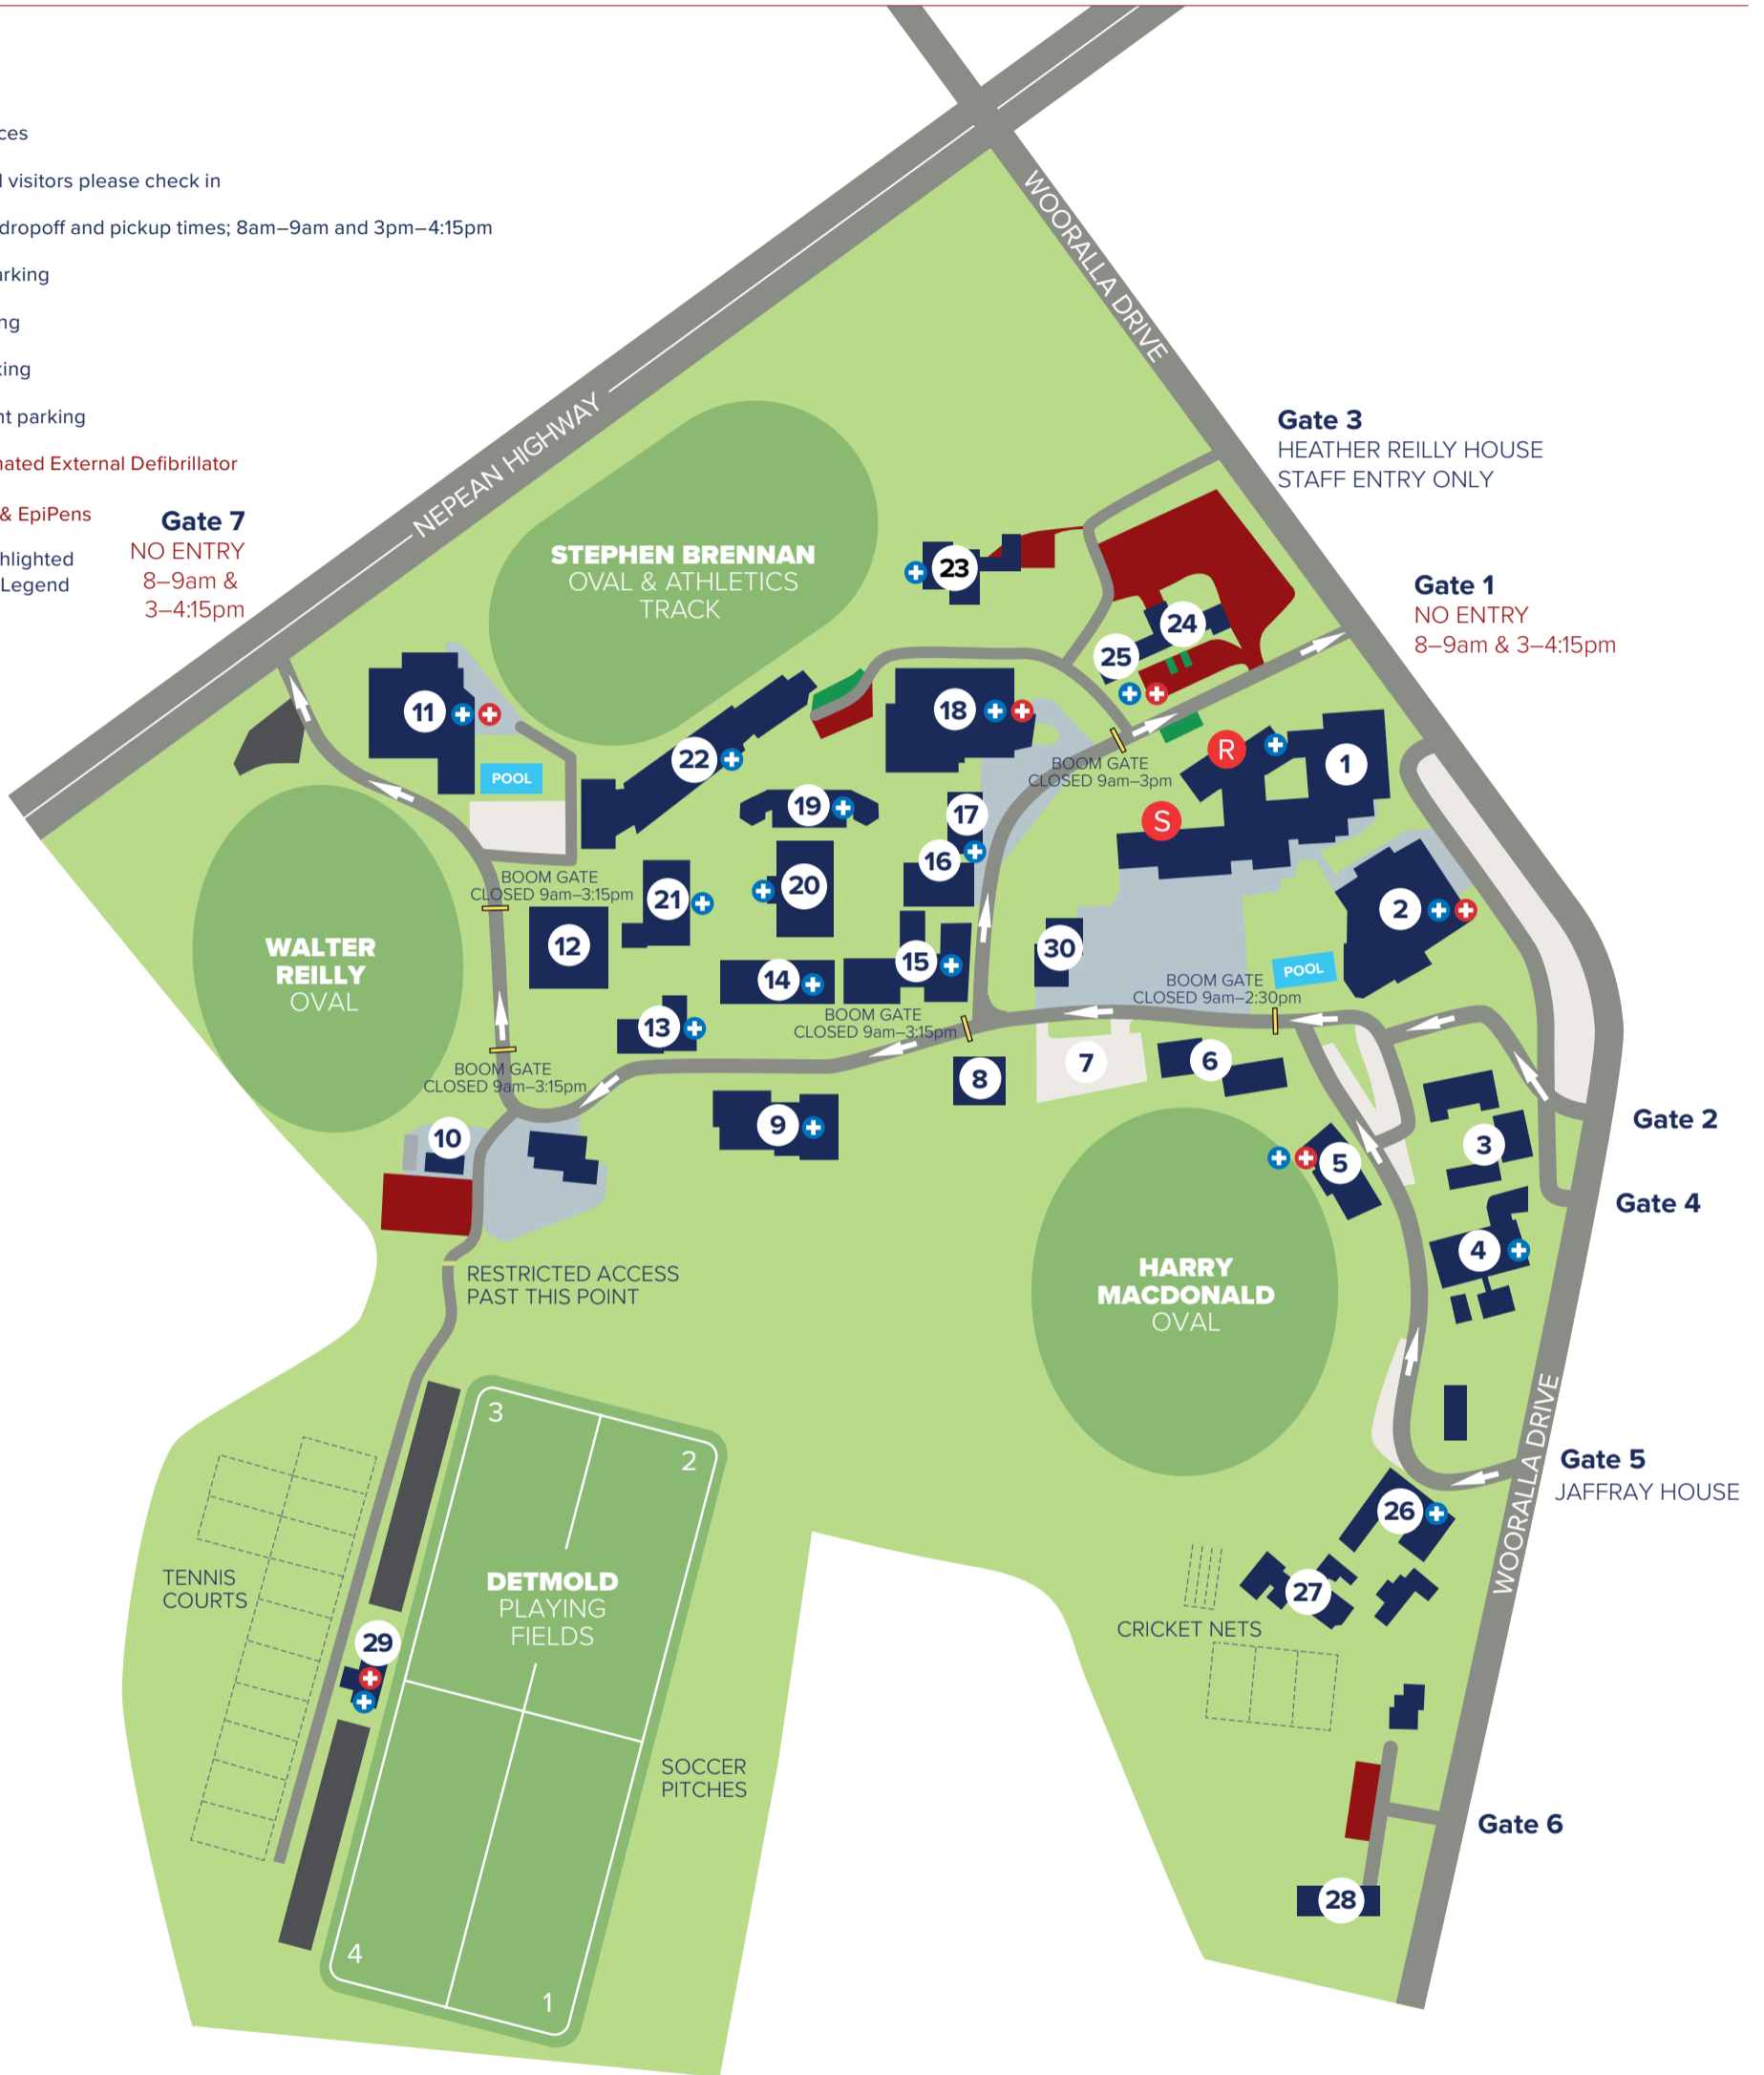 ces
visitors please check in
dropoff and pickup times; 8am–9am and 3pm–4:15pm
arking
ng
king
nt parking
nated External Defibrillator
& EpiPens
hlighted
Legend
Gate 7
NO ENTRY
8–9am &
3–4:15pm
NEPEAN HIGHWAY
WOORALLA DRIVE
Gate 3
HEATHER REILLY HOUSE
STAFF ENTRY ONLY
Gate 1
NO ENTRY
8–9am & 3–4:15pm
STEPHEN BRENNAN
OVAL & ATHLETICS
TRACK
23
24
25
11
18
22
POOL
BOOM GATE
CLOSED 9am–3pm
R
1
S
19
17
16
20
21
BOOM GATE
CLOSED 9am–3:15pm
2
12
WALTER
REILLY
OVAL
30
15
14
POOL
BOOM GATE
CLOSED 9am–2:30pm
13
BOOM GATE
CLOSED 9am–3:15pm
BOOM GATE
CLOSED 9am–3:15pm
8
7
6
9
10
5
3
Gate 2
Gate 4
4
RESTRICTED ACCESS
PAST THIS POINT
HARRY
MACDONALD
OVAL
WOORALLA DRIVE
Gate 5
JAFFRAY HOUSE
3
2
26
27
TENNIS
COURTS
DETMOLD
PLAYING
FIELDS
CRICKET NETS
29
SOCCER
PITCHES
Gate 6
28
4
1